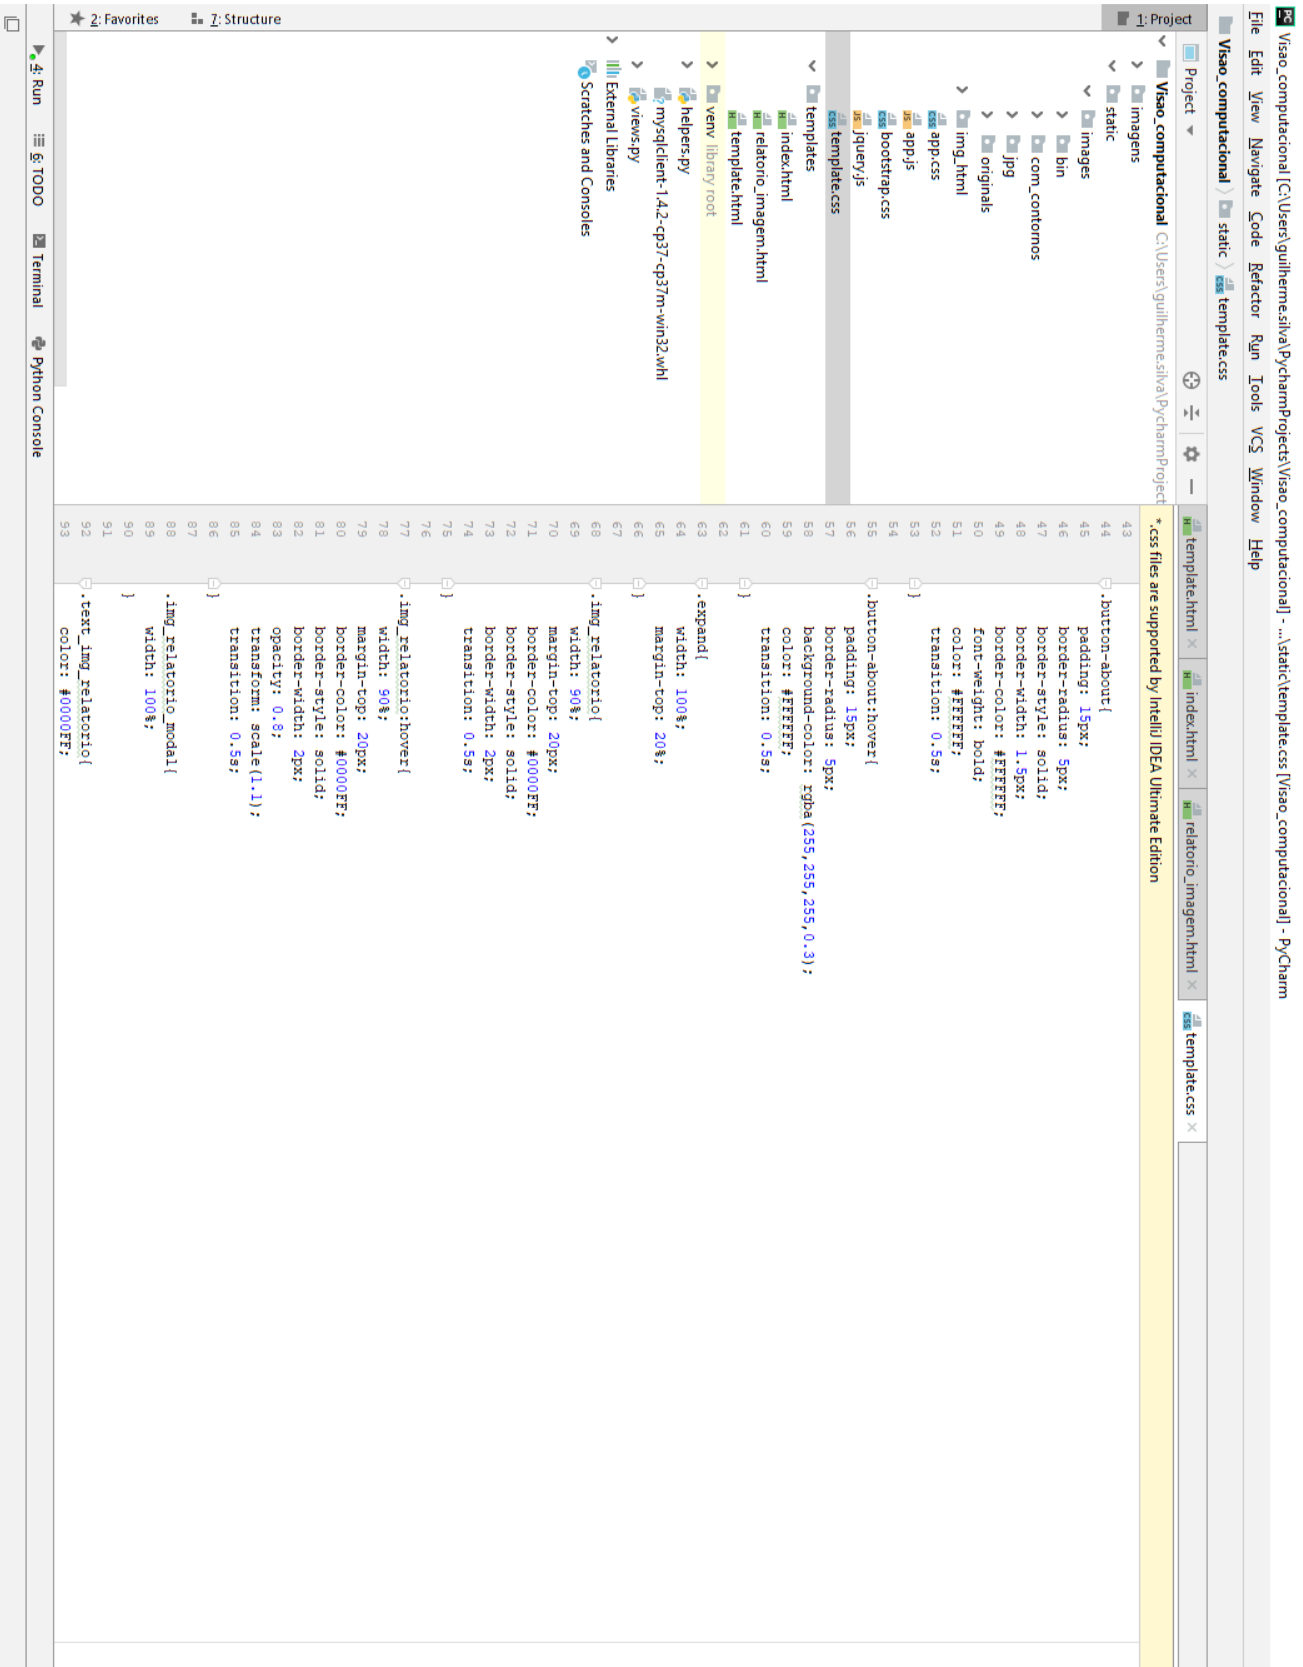 Visao_computacional [C:\Users\guilherme.silva\PycharmProjects\Visao_computacional] - ...\static\template.css [Visao_computacional] - PyCharm
File Edit View Navigate Code Refactor Run Tools VCS Window Help
Visao_computacional static template.css
1: Project
Project
Visao_computacional C:\Users\guilherme.silva\PycharmProject
imagens
static
images
bin
com_contornos
jpg
originals
img_html
app.css
app.js
bootstrap.css
jquery.js
template.css
templates
index.html
relatorio_imagem.html
template.html
venv library root
helpers.py
mysqlclient-1.4.2-cp37-cp37m-win32.whl
views.py
External Libraries
Scratches and Consoles
7: Structure
2: Favorites
template.html index.html relatorio_imagem.html template.css
*.css files are supported by IntelliJ IDEA Ultimate Edition
43
44 .button-about{
45 padding: 15px;
46 border-radius: 5px;
47 border-style: solid;
48 border-width: 1.5px;
49 border-color: #FFFFFF;
50 font-weight: bold;
51 color: #FFFFFF;
52 transition: 0.5s;
53 }
54
55 .button-about:hover{
56 padding: 15px;
57 border-radius: 5px;
58 background-color: rgba(255,255,255,0.3);
59 color: #FFFFFF;
60 transition: 0.5s;
61 }
62
63 .expand{
64 width: 100%;
65 margin-top: 20%;
66 }
67
68 .img_relatorio{
69 width: 90%;
70 margin-top: 20px;
71 border-color: #0000FF;
72 border-style: solid;
73 border-width: 2px;
74 transition: 0.5s;
75 }
76
77 .img_relatorio:hover{
78 width: 90%;
79 margin-top: 20px;
80 border-color: #0000FF;
81 border-style: solid;
82 border-width: 2px;
83 opacity: 0.8;
84 transform: scale(1.1);
85 transition: 0.5s;
86 }
87
88 .img_relatorio_modal{
89 width: 100%;
90 }
91
92 .text_img_relatorio{
93 color: #0000FF;
4: Run 6: TODO Terminal Python Console